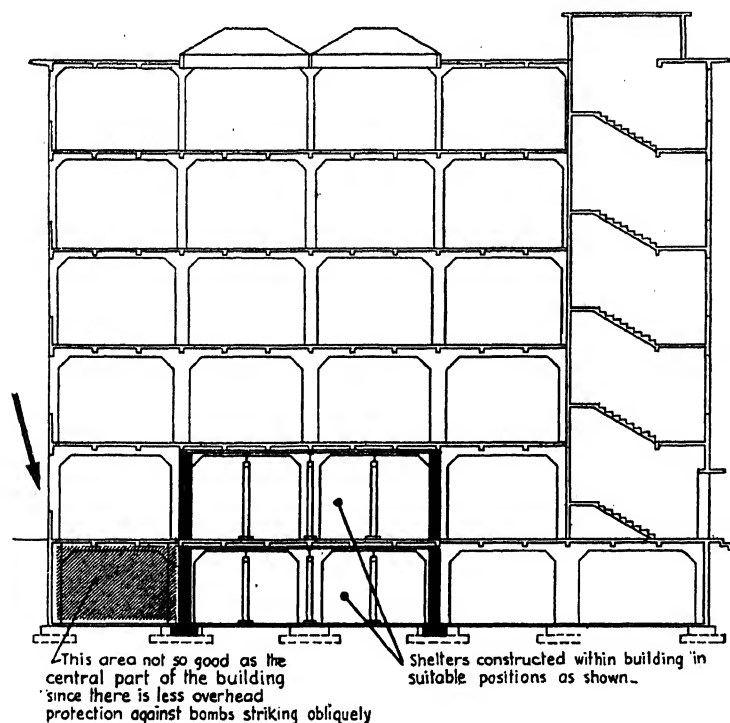 This area not so good as the
central part of the building
since there is less overhead
protection against bombs striking obliquely
Shelters constructed within building in
suitable positions as shown.